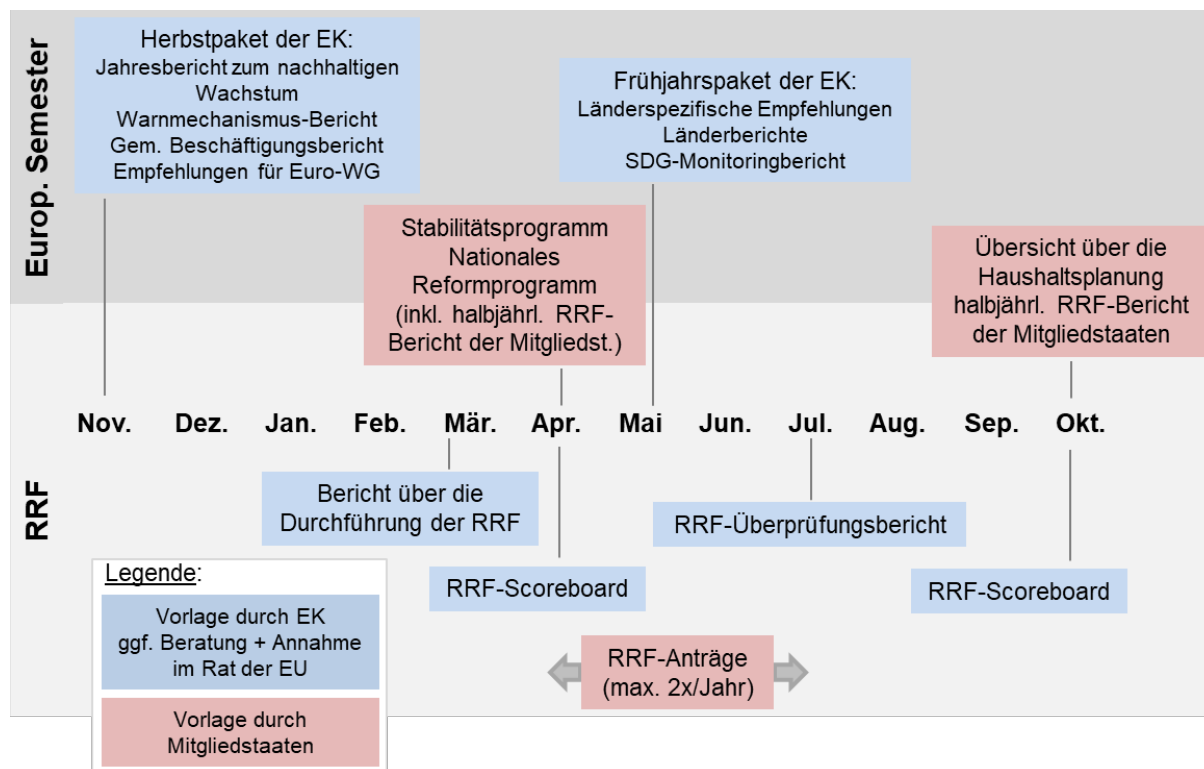 Europ. Semester
Herbstpaket der EK:
Jahresbericht zum nachhaltigen
Wachstum
Warnmechanismus-Bericht
Gem. Beschäftigungsbericht
Empfehlungen für Euro-WG
Frühjahrspaket der EK:
Länderspezifische Empfehlungen
Länderberichte
SDG-Monitoringbericht
Stabilitätsprogramm
Nationales
Reformprogramm
(inkl. halbjährl. RRF-
Bericht der Mitgliedst.)
Übersicht über die
Haushaltsplanung
halbjährl. RRF-Bericht
der Mitgliedstaaten
Nov. Dez. Jan. Feb. Mär. Apr. Mai Jun. Jul. Aug. Sep. Okt.
RRF
Bericht über die
Durchführung der RRF
RRF-Überprüfungsbericht
RRF-Scoreboard
RRF-Scoreboard
RRF-Anträge
(max. 2x/Jahr)
Legende:
Vorlage durch EK
ggf. Beratung + Annahme
im Rat der EU
Vorlage durch
Mitgliedstaaten